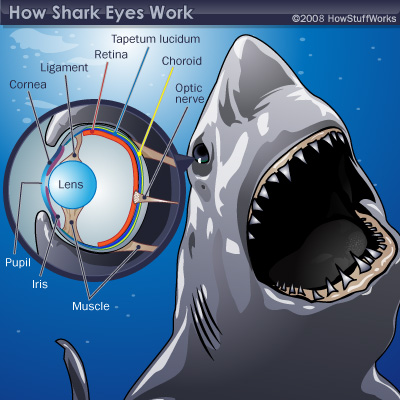 How Shark Eyes Work
©2008 HowStuffWorks
Tapetum lucidum
Retina
Choroid
Ligament
Optic
nerve
Cornea
Lens
Pupil
Iris
Muscle